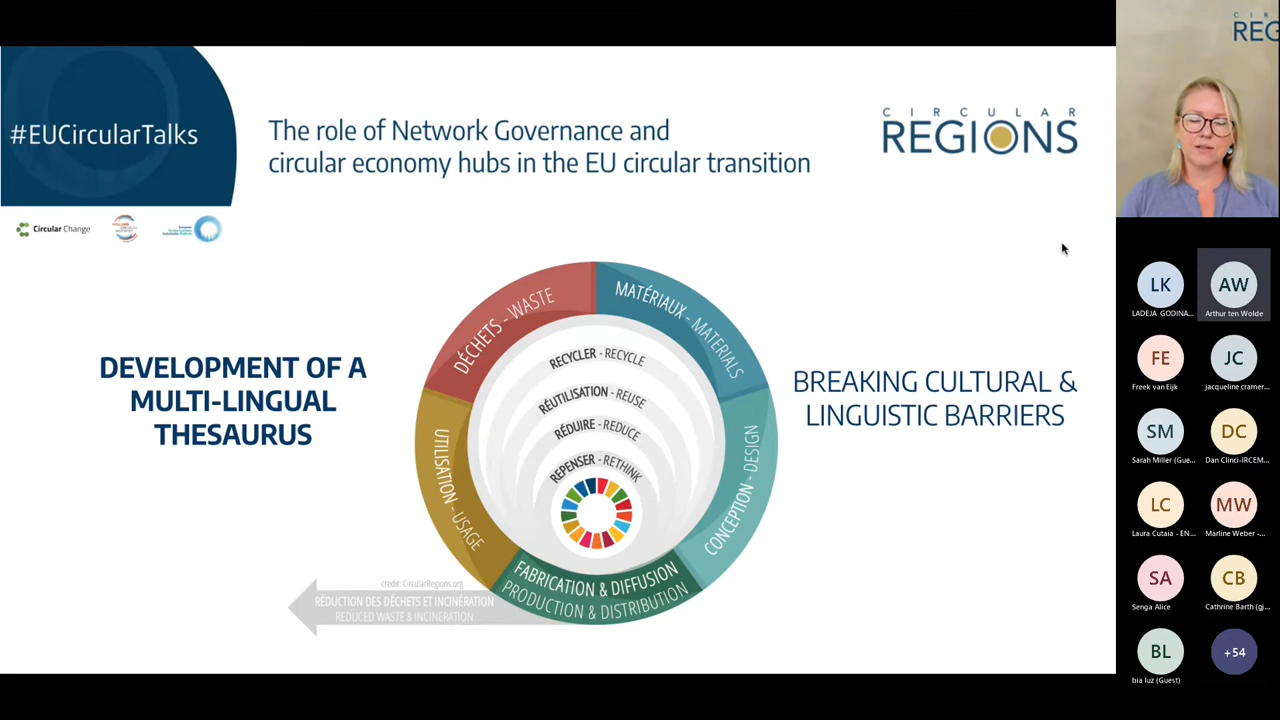 #EUCircularTalks
The role of Network Governance and
circular economy hubs in the EU circular transition
CIRCULAR
REGIONS
Circular Change
DEVELOPMENT OF A
MULTI-LINGUAL
THESAURUS
DÉCHETS - WASTE
MATÉRIAUX - MATERIALS
CONCEPTION - DESIGN
FABRICATION & DIFFUSION
PRODUCTION & DISTRIBUTION
UTILISATION - USAGE
RECYCLER - RECYCLE
RÉUTILISATION - REUSE
RÉDUIRE - REDUCE
REPENSER - RETHINK
credit: CircularRegions.org
RÉDUCTION DES DÉCHETS ET INCINÉRATION
REDUCED WASTE & INCINERATION
BREAKING CULTURAL &
LINGUISTIC BARRIERS
C I R
REG
LK
LADEJA GODINA...
AW
Arthur ten Wolde
FE
Freek van Eijk
JC
jacqueline cramer...
SM
Sarah Miller (Gue...
DC
Dan Clinci-IRCEM...
LC
Laura Cutaia - EN...
MW
Marline Weber -...
SA
Senga Alice
CB
Cathrine Barth (gj...
BL
bia luz (Guest)
+54